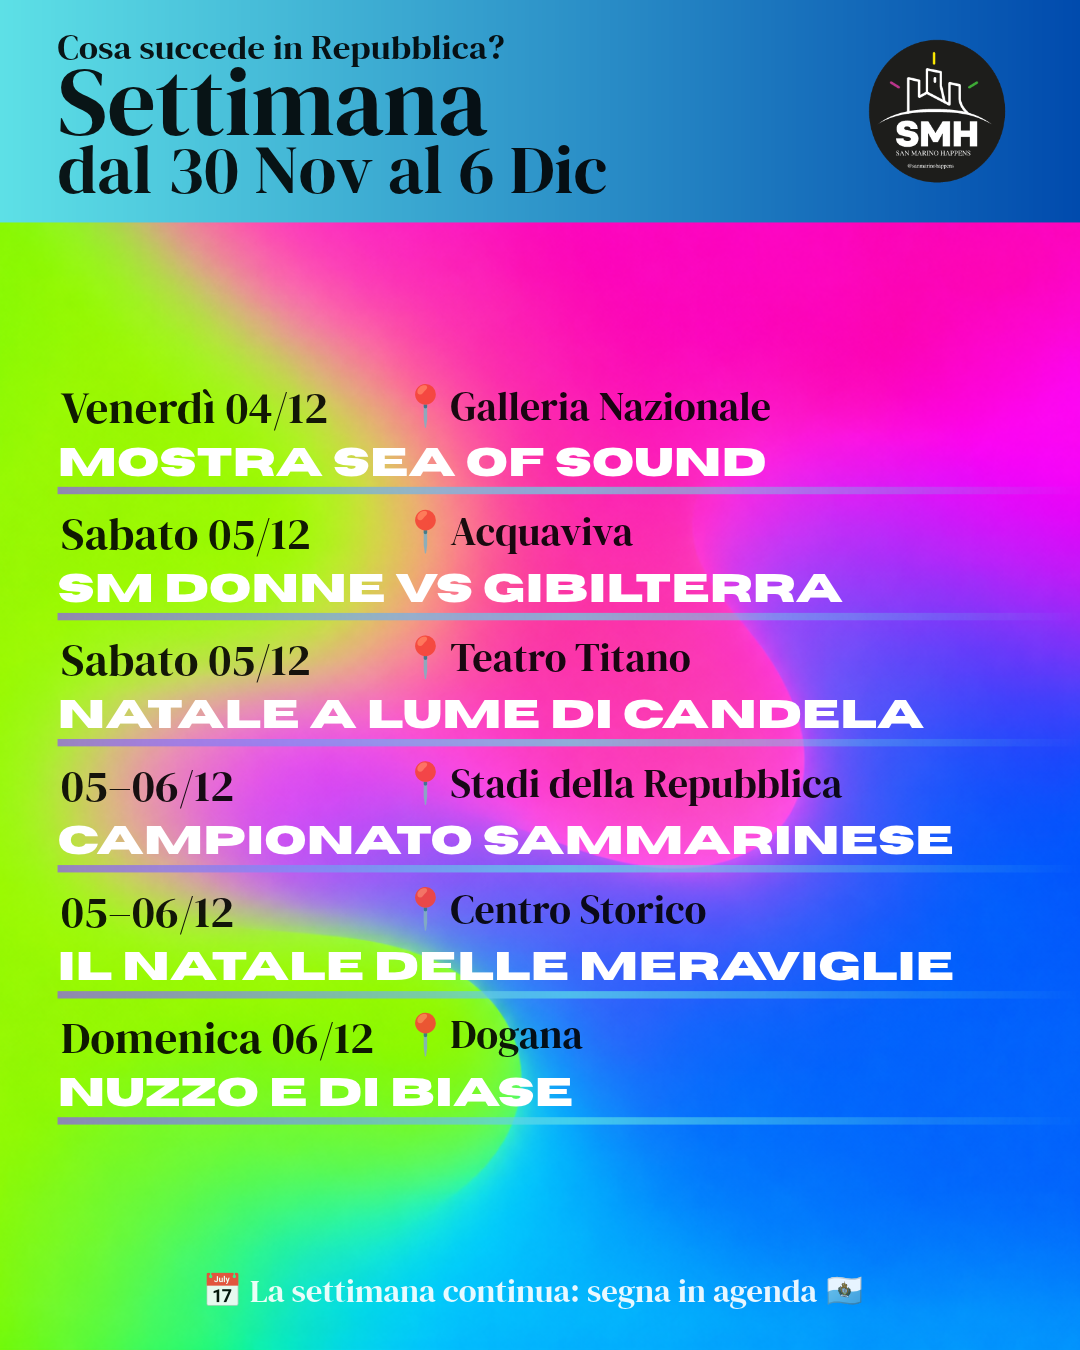 Cosa succede in Repubblica?
Settimana
dal 30 Nov al 6 Dic
SMH
SAN MARINO HAPPENS
@sanmarinohappens
Venerdì 04/12
Galleria Nazionale
MOSTRA SEA OF SOUND
Sabato 05/12
Acquaviva
SM DONNE VS GIBILTERRA
Sabato 05/12
Teatro Titano
NATALE A LUME DI CANDELA
05–06/12
Stadi della Repubblica
CAMPIONATO SAMMARINESE
05–06/12
Centro Storico
IL NATALE DELLE MERAVIGLIE
Domenica 06/12
Dogana
NUZZO E DI BIASE
July
17
La settimana continua: segna in agenda